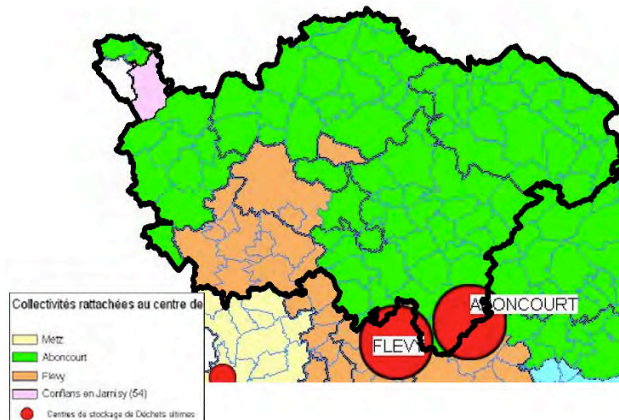 ABONCOURT
FLEVY
Collectivités rattachées au centre de
Metz
Aboncourt
Flévy
Conflans en Jarnisy (54)
Centres de stockage de Déchets ultimes